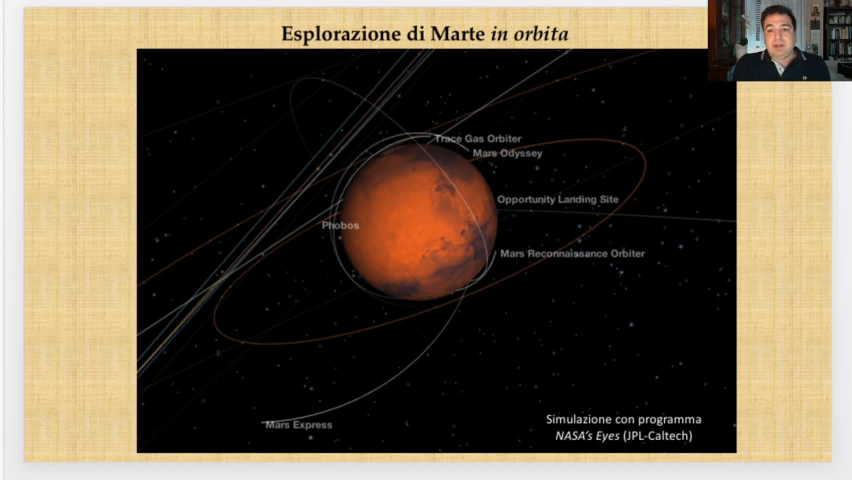 Esplorazione di Marte in orbita
Trace Gas Orbiter
Mars Odyssey
Opportunity Landing Site
Phobos
Mars Reconnaissance Orbiter
Mars Express
Simulazione con programma
NASA's Eyes (JPL-Caltech)